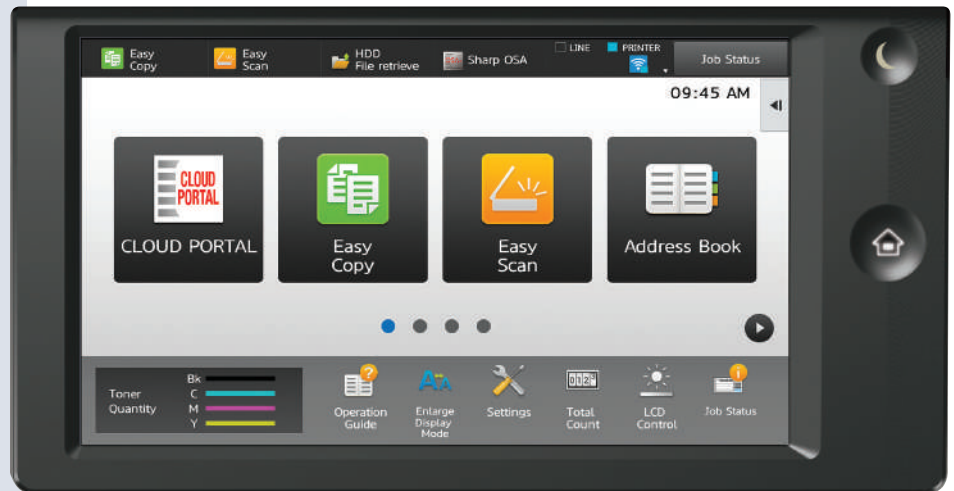 Easy
Copy
Easy
Scan
HDD
File retrieve
Sharp OSA
LINE
PRINTER
Job Status
09:45 AM
CLOUD
PORTAL
CLOUD PORTAL
Easy
Copy
Easy
Scan
Address Book
Toner
Quantity
Bk
C
M
Y
Operation
Guide
Enlarge
Display
Mode
Settings
Total
Count
LCD
Control
Job Status